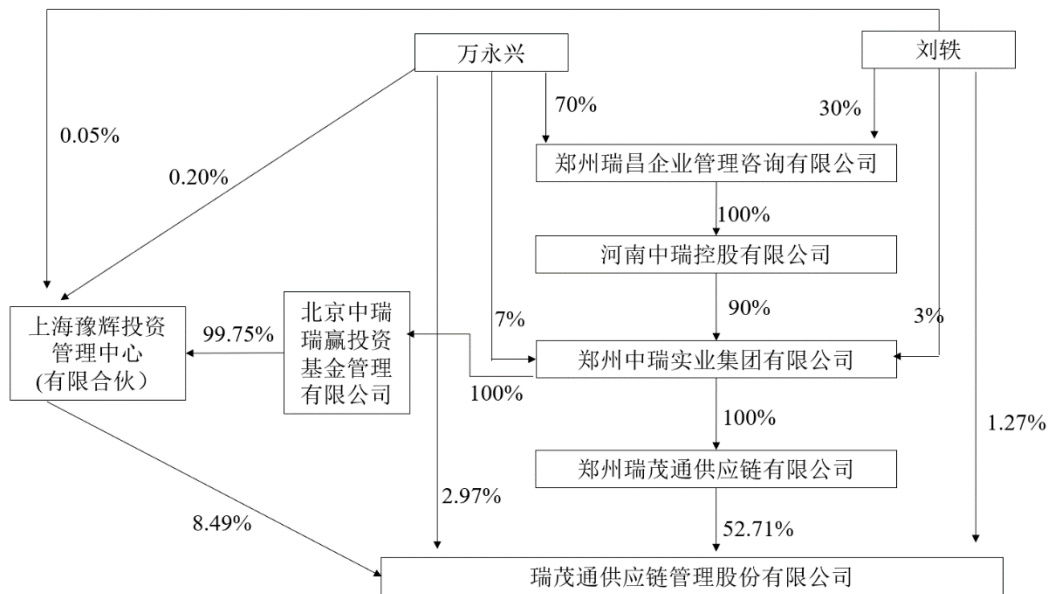 万永兴
刘轶
70%
30%
0.05%
郑州瑞昌企业管理咨询有限公司
0.20%
100%
河南中瑞控股有限公司
90%
上海豫辉投资
管理中心
(有限合伙）
99.75%
北京中瑞
瑞赢投资
基金管理
有限公司
7%
3%
郑州中瑞实业集团有限公司
100%
100%
1.27%
郑州瑞茂通供应链有限公司
2.97%
8.49%
52.71%
瑞茂通供应链管理股份有限公司